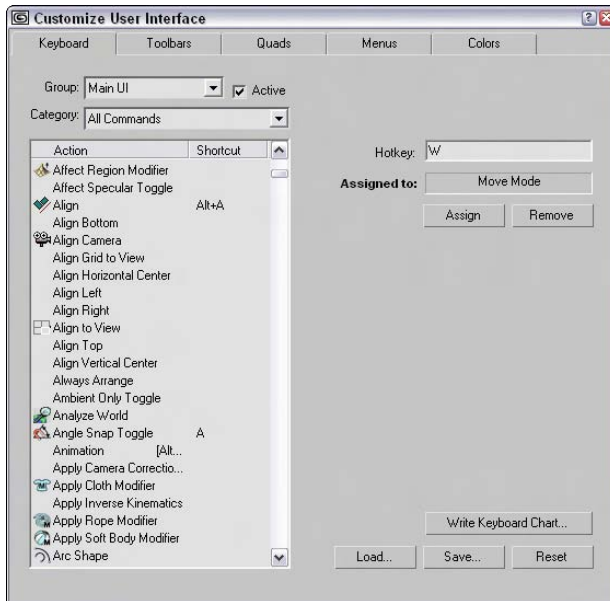 Customize User Interface
Keyboard Toolbars Quads Menus Colors
Group: Main UI Active
Category: All Commands
Action Shortcut
Affect Region Modifier
Affect Specular Toggle
Align Alt+A
Align Bottom
Align Camera
Align Grid to View
Align Horizontal Center
Align Left
Align Right
Align to View
Align Top
Align Vertical Center
Always Arrange
Ambient Only Toggle
Analyze World
Angle Snap Toggle A
Animation [Alt...
Apply Camera Correctio...
Apply Cloth Modifier
Apply Inverse Kinematics
Apply Rope Modifier
Apply Soft Body Modifier
Arc Shape
Hotkey: W
Assigned to: Move Mode
Assign Remove
Write Keyboard Chart...
Load... Save... Reset